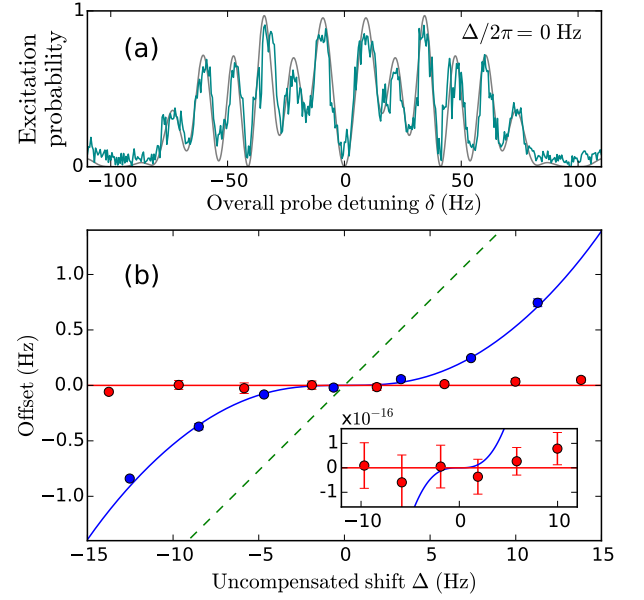 (a)
Δ/2π = 0 Hz
Excitation
probability
1
0
−100 −50 0 50 100
Overall probe detuning δ (Hz)
(b)
Offset (Hz)
1.0
0.5
0.0
−0.5
−1.0
x10⁻¹⁶
1
0
-1
−10 0 10
−15 −10 −5 0 5 10 15
Uncompensated shift Δ (Hz)